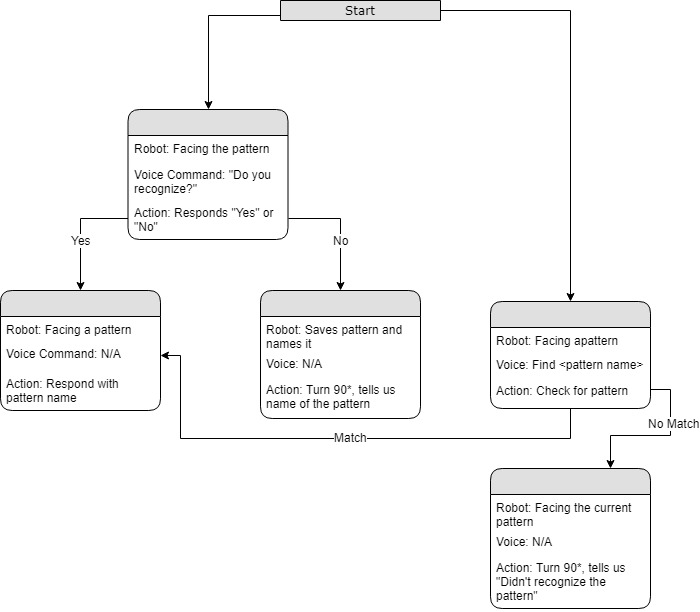 Start
Robot: Facing the pattern
Voice Command: "Do you
recognize?"
Action: Responds "Yes" or
"No"
Yes
No
Robot: Facing a pattern
Voice Command: N/A
Action: Respond with
pattern name
Robot: Saves pattern and
names it
Voice: N/A
Action: Turn 90*, tells us
name of the pattern
Robot: Facing apattern
Voice: Find <pattern name>
Action: Check for pattern
No Match
Match
Robot: Facing the current
pattern
Voice: N/A
Action: Turn 90*, tells us
"Didn't recognize the
pattern"